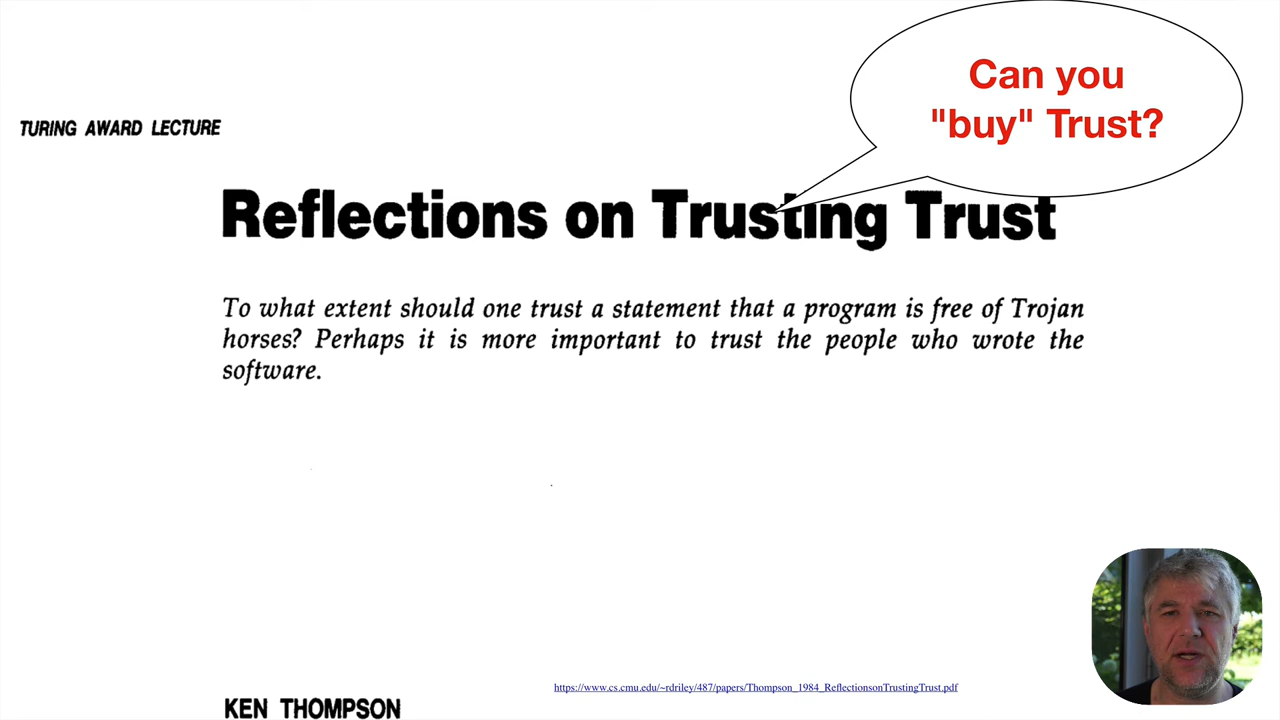 Can you
"buy" Trust?
TURING AWARD LECTURE
Reflections on Trusting Trust
To what extent should one trust a statement that a program is free of Trojan
horses? Perhaps it is more important to trust the people who wrote the
software.
https://www.cs.cmu.edu/~rdriley/487/papers/Thompson_1984_ReflectionsonTrustingTrust.pdf
KEN THOMPSON